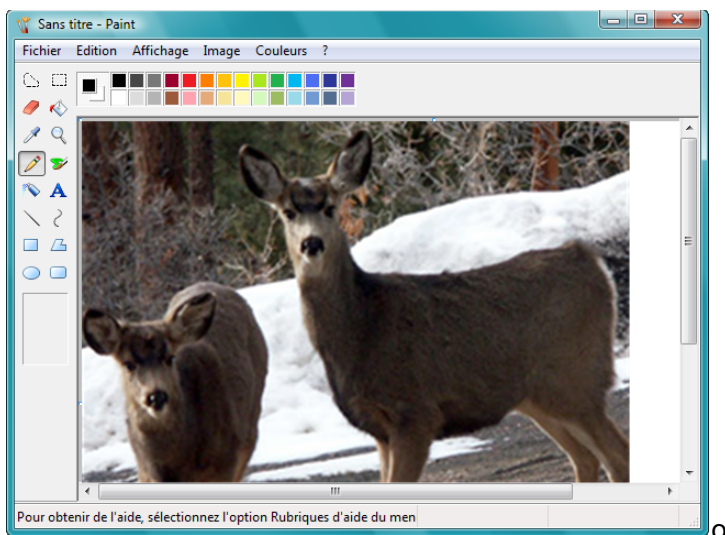 Sans titre - Paint
Fichier Edition Affichage Image Couleurs ?
A
Pour obtenir de l'aide, sélectionnez l'option Rubriques d'aide du men